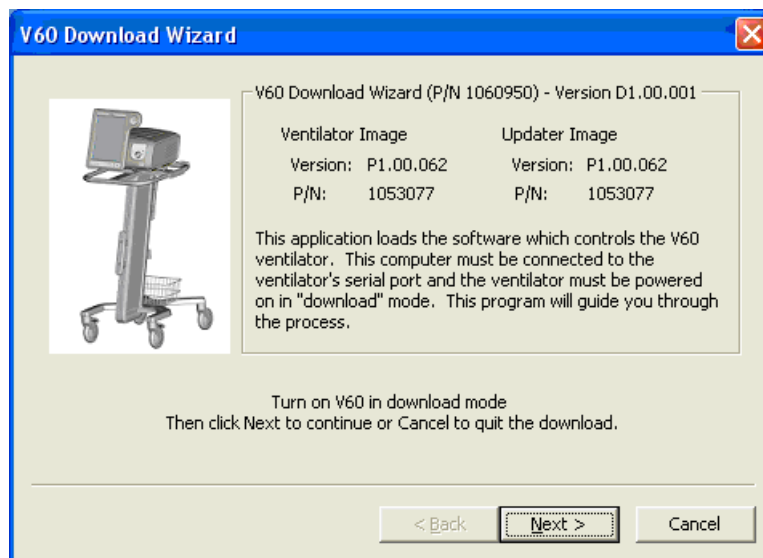 V60 Download Wizard
V60 Download Wizard (P/N 1060950) - Version D1.00.001
Ventilator Image Updater Image
Version: P1.00.062 Version: P1.00.062
P/N: 1053077 P/N: 1053077
This application loads the software which controls the V60
ventilator. This computer must be connected to the
ventilator's serial port and the ventilator must be powered
on in "download" mode. This program will guide you through
the process.
Turn on V60 in download mode
Then click Next to continue or Cancel to quit the download.
< Back Next > Cancel